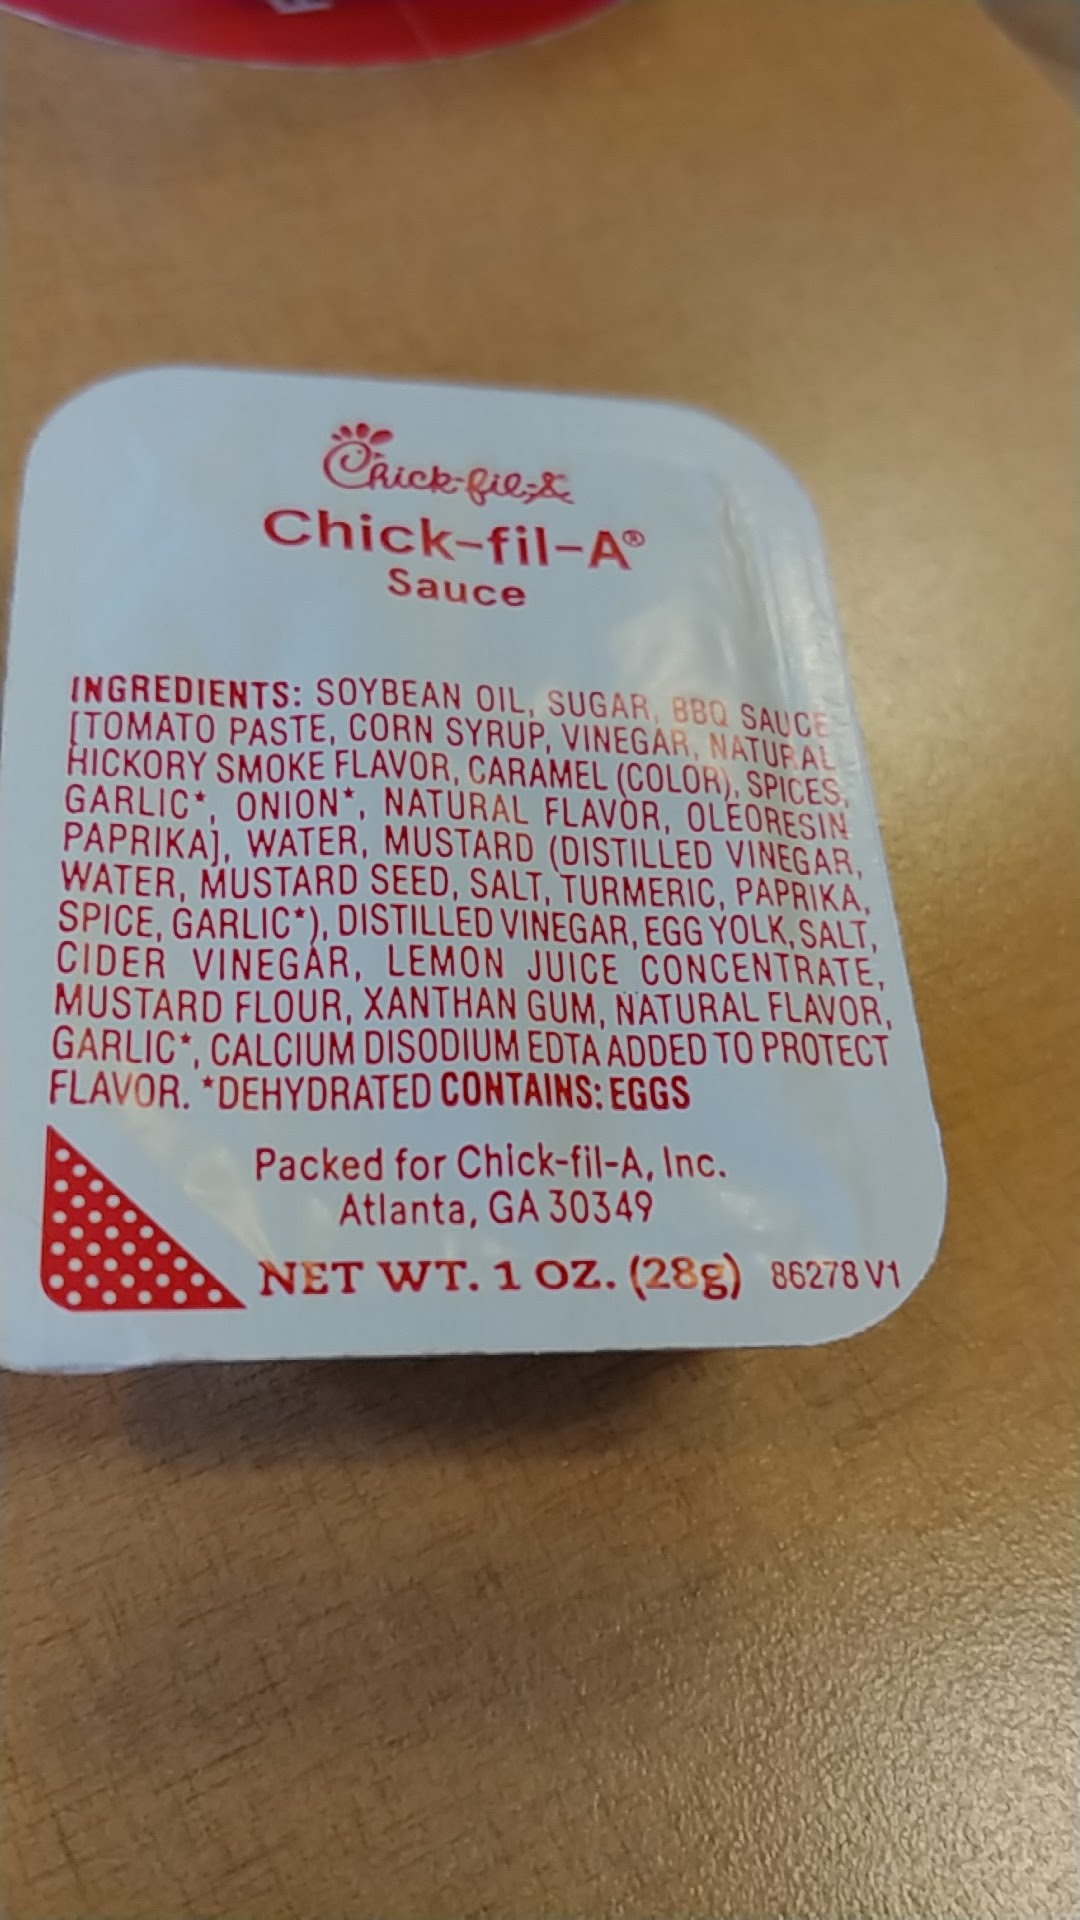 Chick-fil-A
Chick-fil-A®
Sauce
INGREDIENTS: SOYBEAN OIL, SUGAR, BBQ SAUCE
[TOMATO PASTE, CORN SYRUP, VINEGAR, NATURAL
HICKORY SMOKE FLAVOR, CARAMEL (COLOR), SPICES,
GARLIC*, ONION*, NATURAL FLAVOR, OLEORESIN
PAPRIKA], WATER, MUSTARD (DISTILLED VINEGAR,
WATER, MUSTARD SEED, SALT, TURMERIC, PAPRIKA,
SPICE, GARLIC*), DISTILLED VINEGAR, EGG YOLK, SALT,
CIDER VINEGAR, LEMON JUICE CONCENTRATE,
MUSTARD FLOUR, XANTHAN GUM, NATURAL FLAVOR,
GARLIC*, CALCIUM DISODIUM EDTA ADDED TO PROTECT
FLAVOR. *DEHYDRATED CONTAINS: EGGS
Packed for Chick-fil-A, Inc.
Atlanta, GA 30349
NET WT. 1 OZ. (28g) 86278 V1